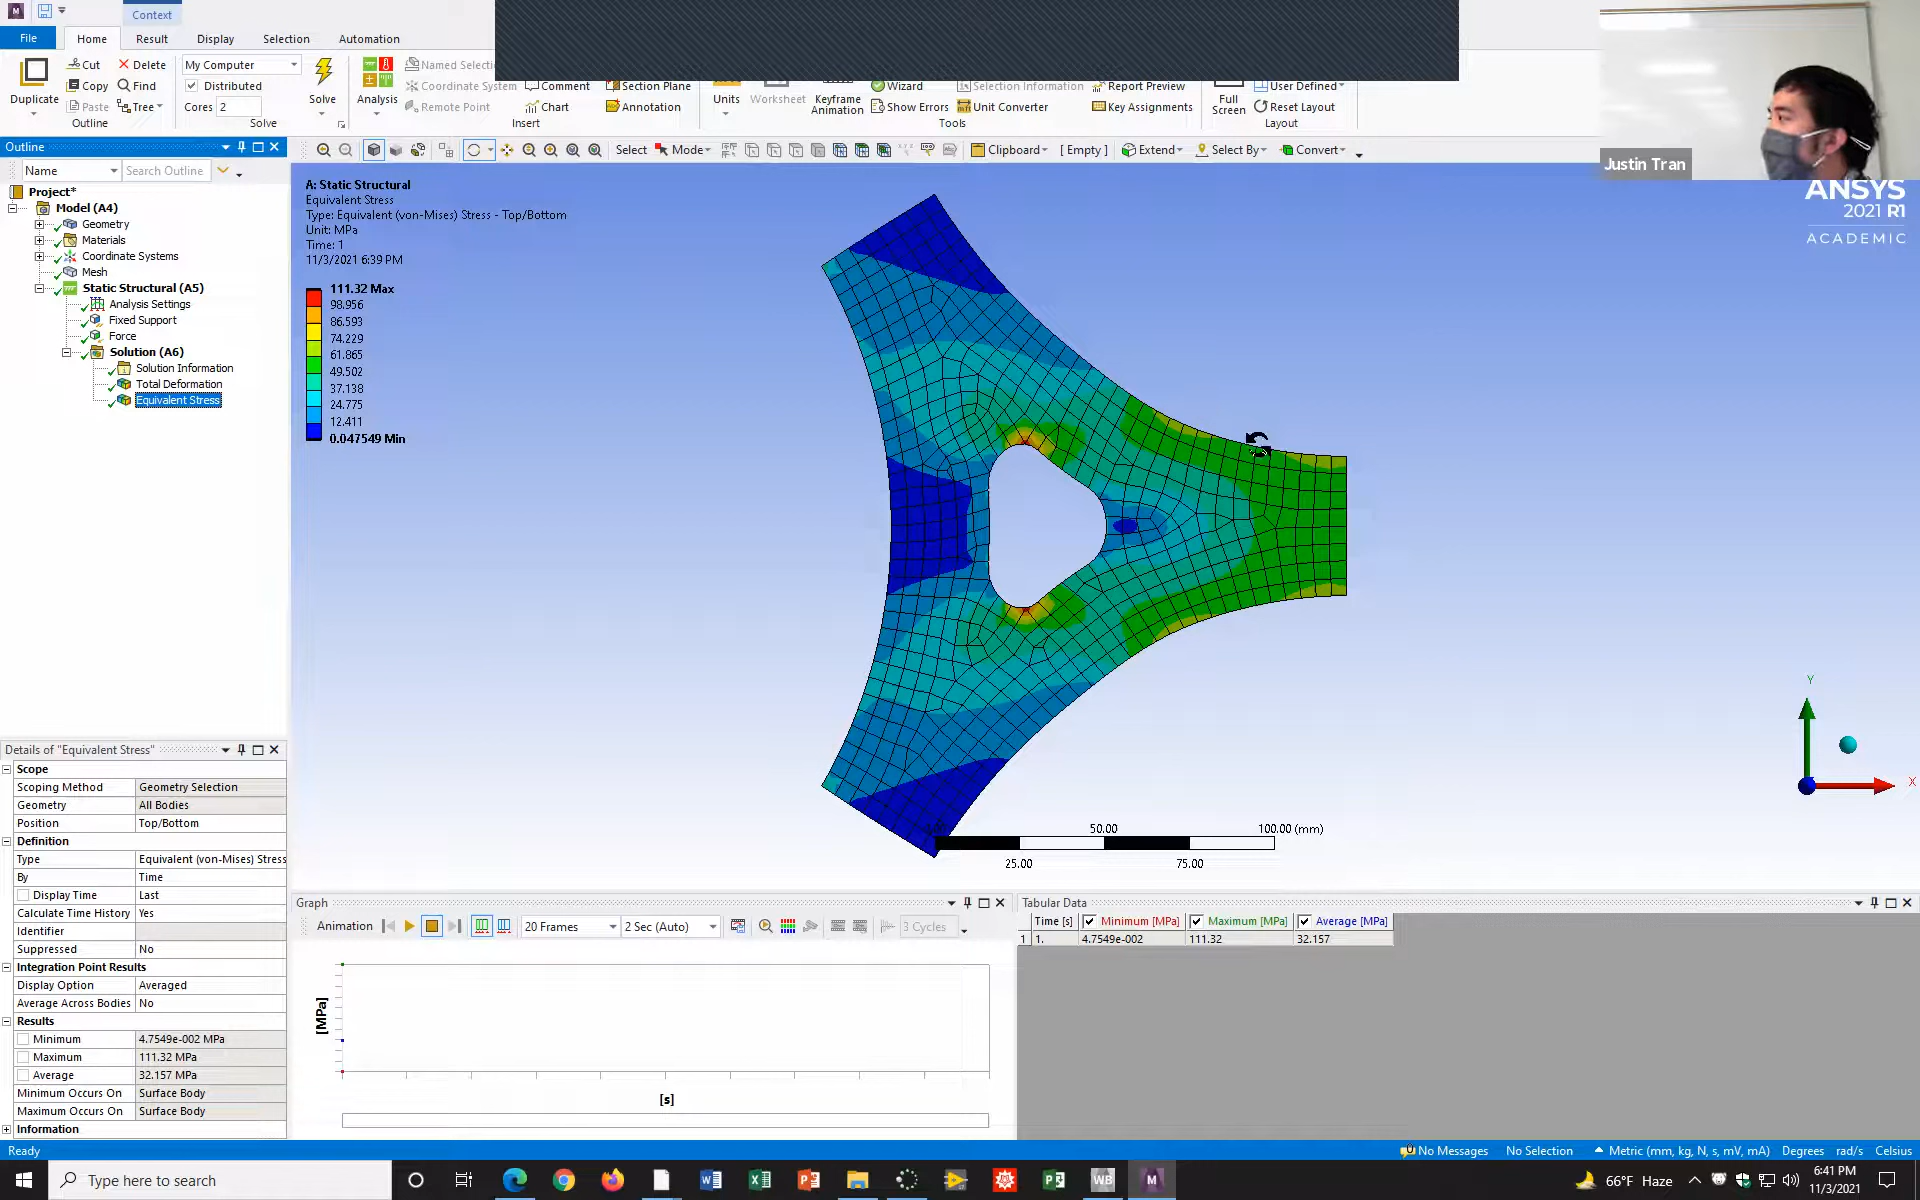 Context
File
Home
Result
Display
Selection
Automation
Duplicate
Cut
Copy
Paste
Delete
Find
Tree
Outline
My Computer
Distributed
Cores 2
Solve
Solve
Analysis
Coordinate System
Remote Point
Comment
Chart
Section Plane
Annotation
Insert
Units
Worksheet
Keyframe
Animation
Wizard
Show Errors
Selection Information
Unit Converter
Report Preview
Key Assignments
Tools
Full
Screen
User Defined
Reset Layout
Layout
Justin Tran
Outline
Name
Search Outline
Select
Mode
Clipboard
[ Empty ]
Extend
Select By
Convert
Project*
Model (A4)
Geometry
Materials
Coordinate Systems
Mesh
Static Structural (A5)
Analysis Settings
Fixed Support
Force
Solution (A6)
Solution Information
Total Deformation
Equivalent Stress
A: Static Structural
Equivalent Stress
Type: Equivalent (von-Mises) Stress - Top/Bottom
Unit: MPa
Time: 1
11/3/2021 6:39 PM
111.32 Max
98.956
86.593
74.229
61.865
49.502
37.138
24.775
12.411
0.047549 Min
ANSYS
2021 R1
ACADEMIC
Y
X
50.00
100.00 (mm)
25.00
75.00
Details of "Equivalent Stress"
Scope
Scoping Method Geometry Selection
Geometry All Bodies
Position Top/Bottom
Definition
Type Equivalent (von-Mises) Stress
By Time
Display Time Last
Calculate Time History Yes
Identifier
Suppressed No
Integration Point Results
Display Option Averaged
Average Across Bodies No
Results
Minimum 4.7549e-002 MPa
Maximum 111.32 MPa
Average 32.157 MPa
Minimum Occurs On Surface Body
Maximum Occurs On Surface Body
Information
Graph
Animation
20 Frames
2 Sec (Auto)
3 Cycles
[MPa]
[s]
Tabular Data
Time [s] Minimum [MPa] Maximum [MPa] Average [MPa]
1 1. 4.7549e-002 111.32 32.157
Ready
No Messages
No Selection
Metric (mm, kg, N, s, mV, mA)
Degrees
rad/s
Celsius
Type here to search
WB
M
66°F Haze
6:41 PM
11/3/2021